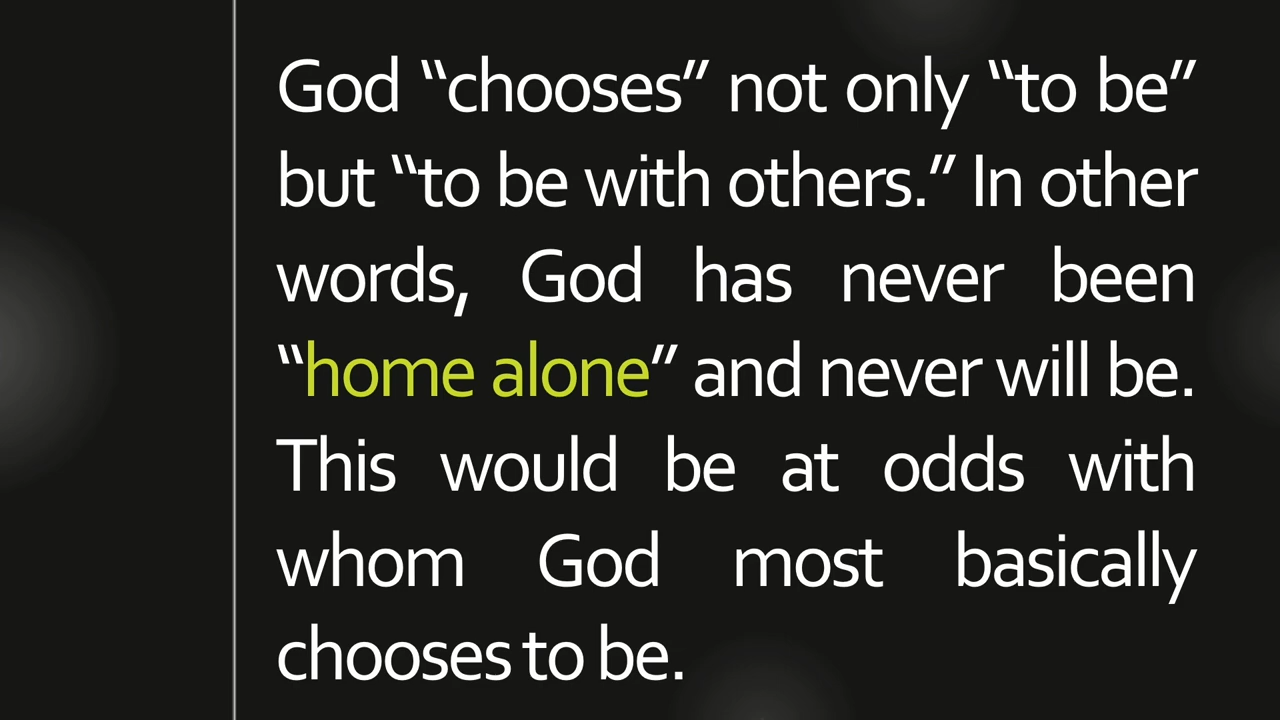 God “chooses” not only “to be”
but “to be with others.” In other
words, God has never been
“home alone” and never will be.
This would be at odds with
whom God most basically
chooses to be.